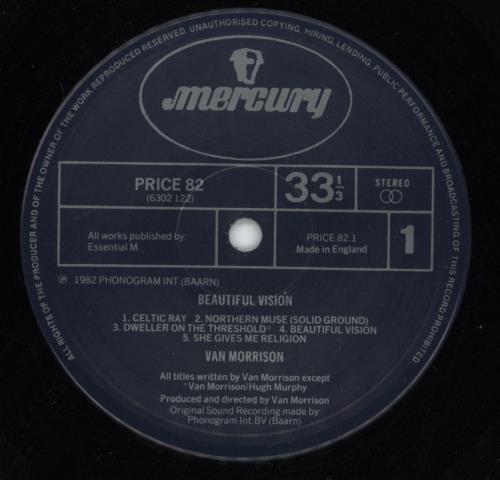 ALL RIGHTS OF THE PRODUCER AND OF THE OWNER OF THE WORK REPRODUCED RESERVED. UNAUTHORISED COPYING, HIRING, LENDING, PUBLIC PERFORMANCE AND BROADCASTING OF THIS RECORD PROHIBITED
mercury
PRICE 82
(6302 122)
33 1/3
STEREO
All works published by:
Essential M.
PRICE 82.1
Made in England
1
℗ 1982 PHONOGRAM INT. (BAARN)
BEAUTIFUL VISION
1. CELTIC RAY 2. NORTHERN MUSE (SOLID GROUND)
3. DWELLER ON THE THRESHOLD* 4. BEAUTIFUL VISION
5. SHE GIVES ME RELIGION
VAN MORRISON
All titles written by Van Morrison except
*Van Morrison/Hugh Murphy
Produced and directed by Van Morrison
Original Sound Recording made by
Phonogram Int.BV (Baarn)